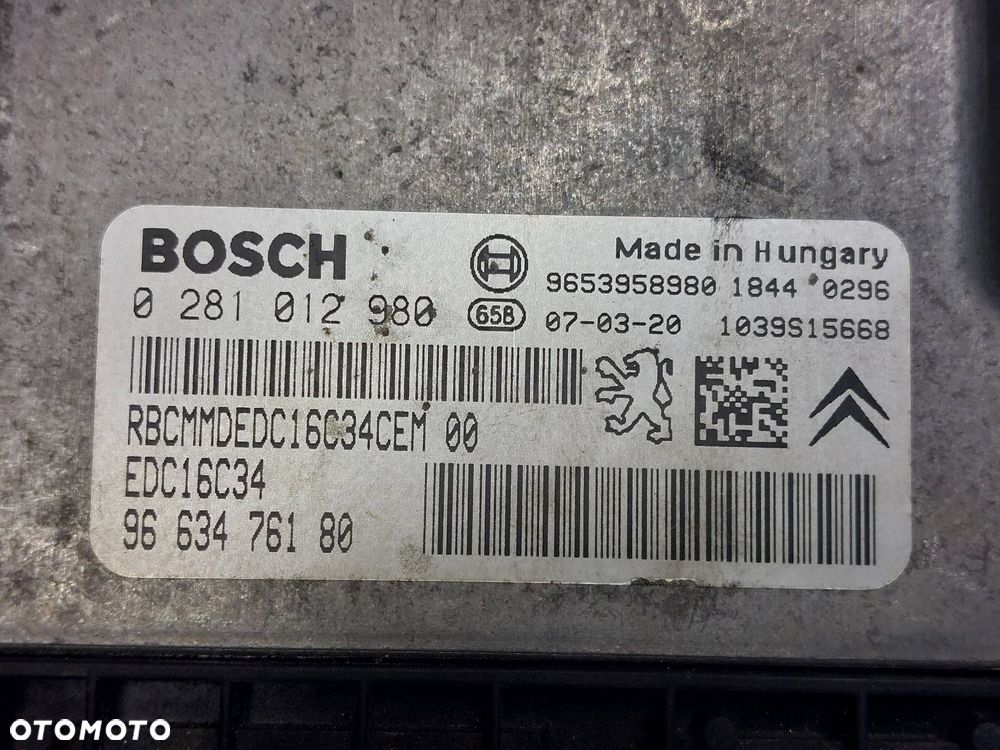 BOSCH
Made in Hungary
9653958980 1844 0296
0 281 012 980
65B
07-03-20 1039S15668
RBCMMDEDC16C34CEM 00
EDC16C34
96 634 761 80
OTOMOTO